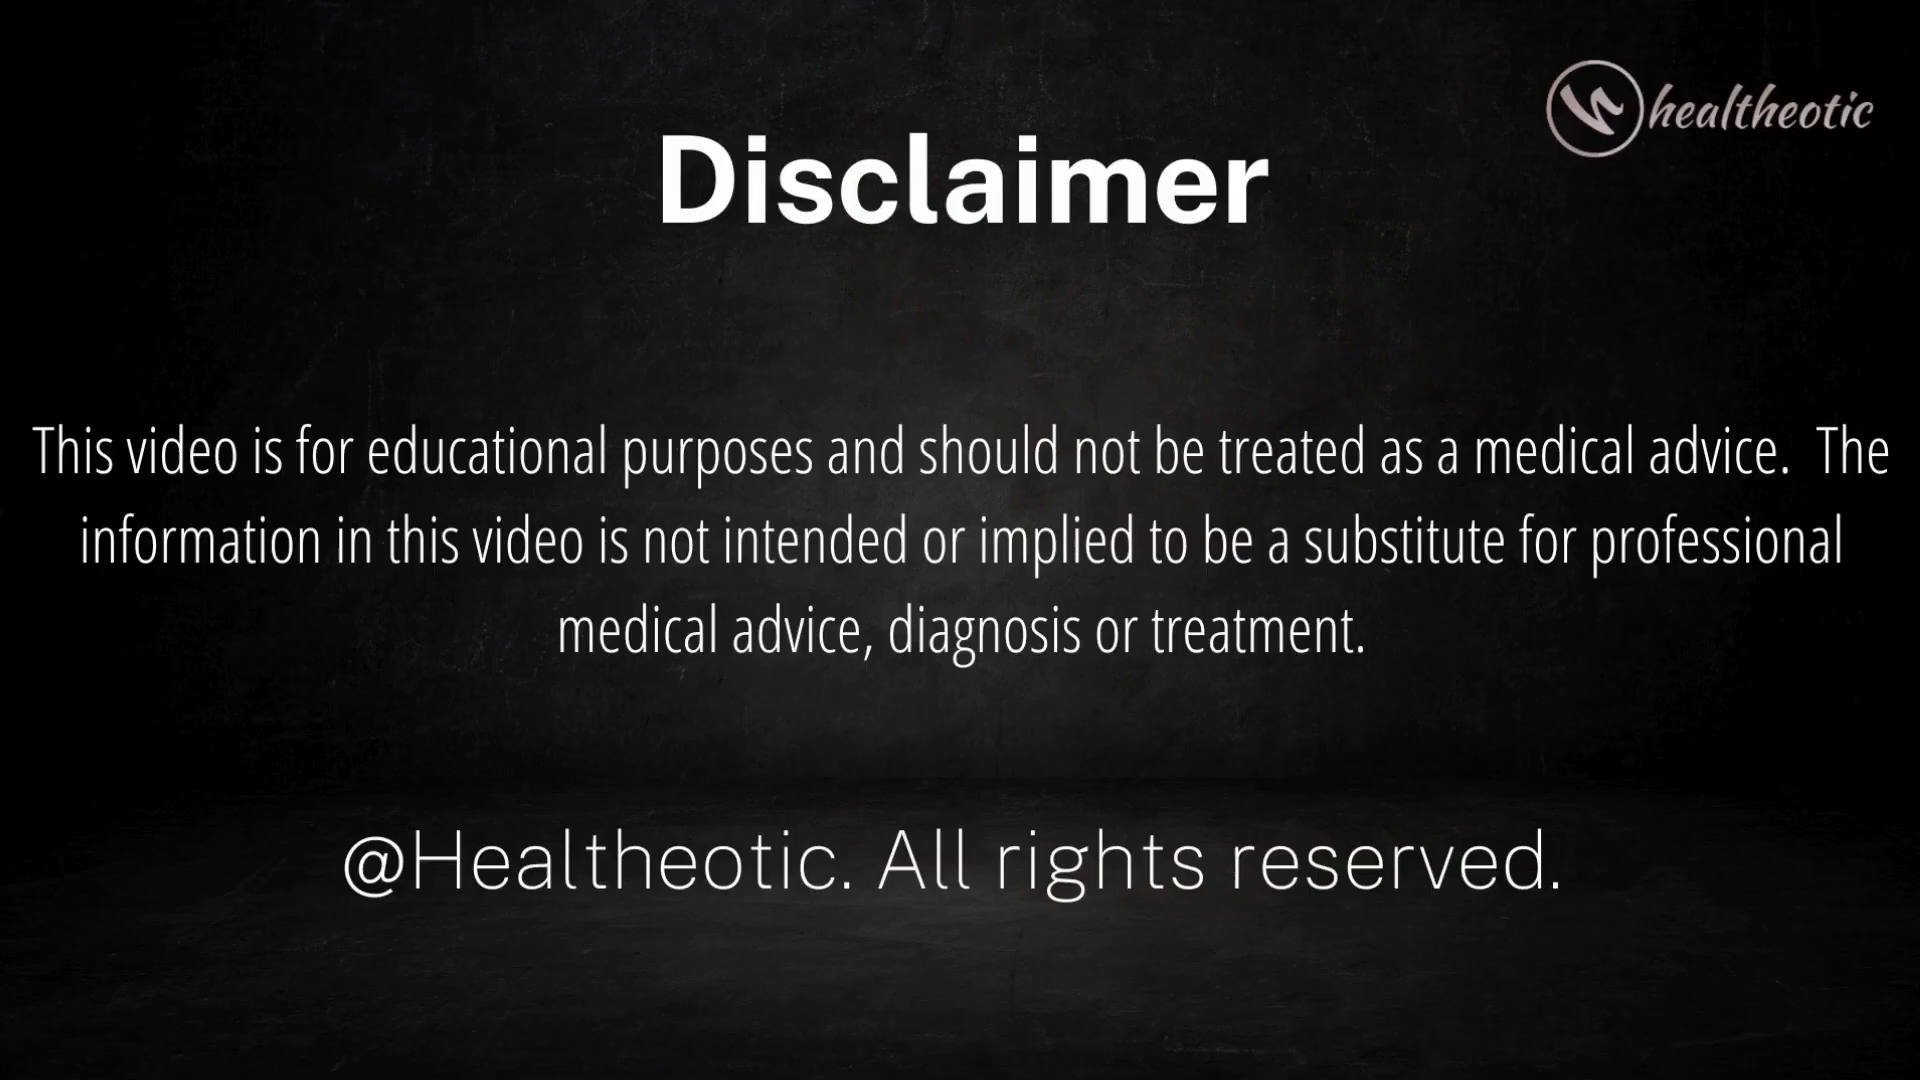 healtheotic
Disclaimer
This video is for educational purposes and should not be treated as a medical advice.  The
information in this video is not intended or implied to be a substitute for professional
medical advice, diagnosis or treatment.
@Healtheotic. All rights reserved.